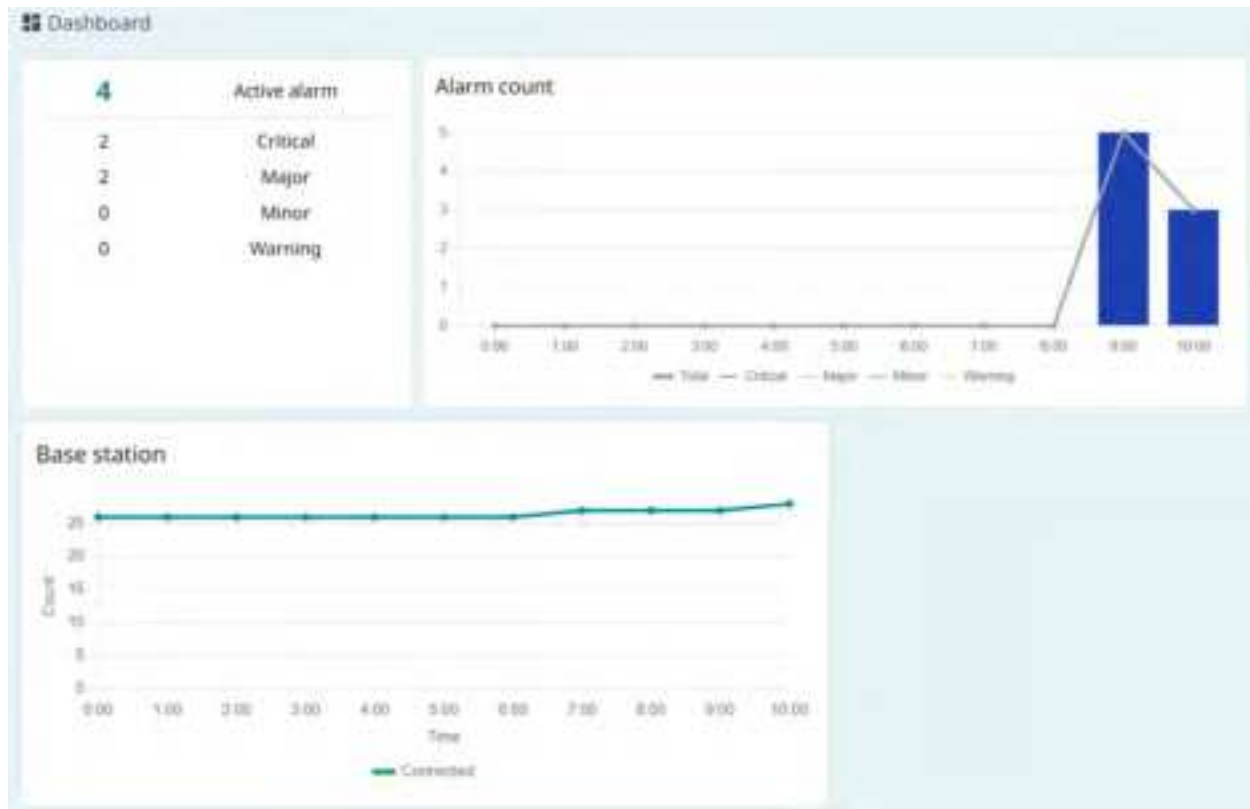 Dashboard
4 Active alarm
2 Critical
2 Major
0 Minor
0 Warning
Alarm count
5
4
3
2
1
0
0:00 1:00 2:00 3:00 4:00 5:00 6:00 7:00 8:00 9:00 10:00
Total Critical Major Minor Warning
Base station
Count
25
20
15
10
5
0
0:00 1:00 2:00 3:00 4:00 5:00 6:00 7:00 8:00 9:00 10:00
Time
Connected